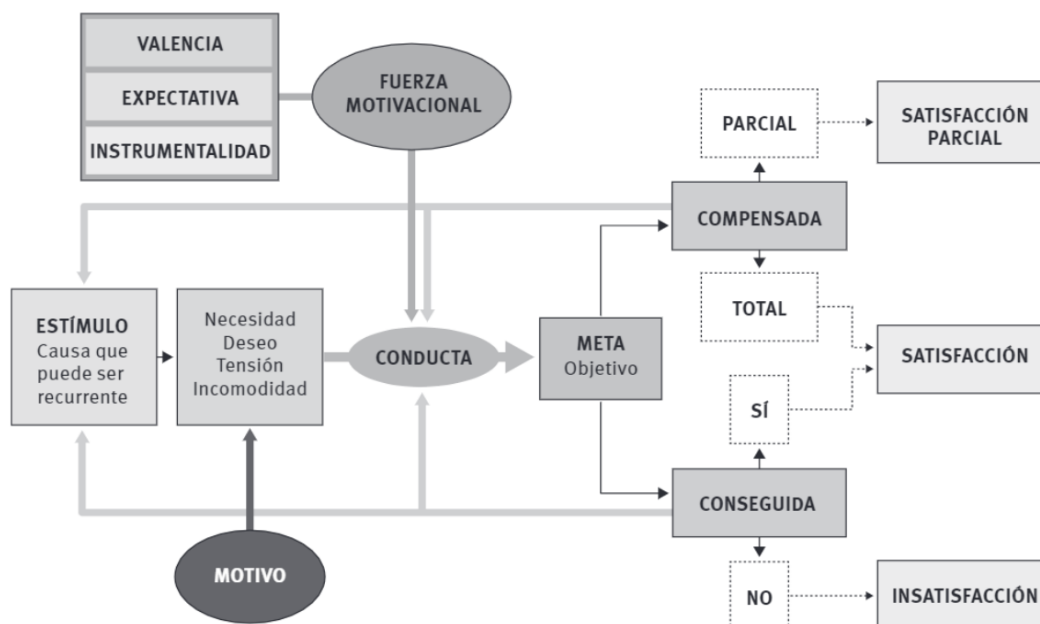 VALENCIA
EXPECTATIVA
INSTRUMENTALIDAD
FUERZA
MOTIVACIONAL
PARCIAL
SATISFACCIÓN
PARCIAL
COMPENSADA
TOTAL
ESTÍMULO
Causa que
puede ser
recurrente
Necesidad
Deseo
Tensión
Incomodidad
CONDUCTA
META
Objetivo
SATISFACCIÓN
SÍ
CONSEGUIDA
MOTIVO
NO
INSATISFACCIÓN